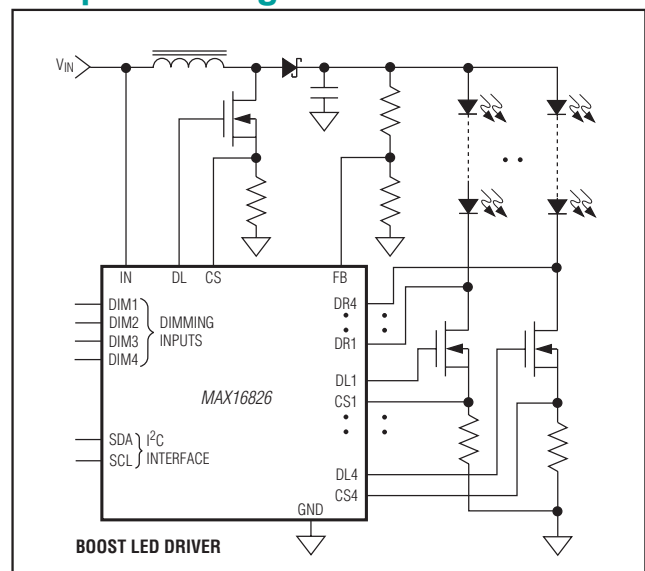 VIN
IN DL CS FB
DIM1
DIM2
DIM3
DIM4
DIMMING
INPUTS
MAX16826
SDA
SCL
I²C
INTERFACE
DR4
DR1
DL1
CS1
DL4
CS4
GND
BOOST LED DRIVER